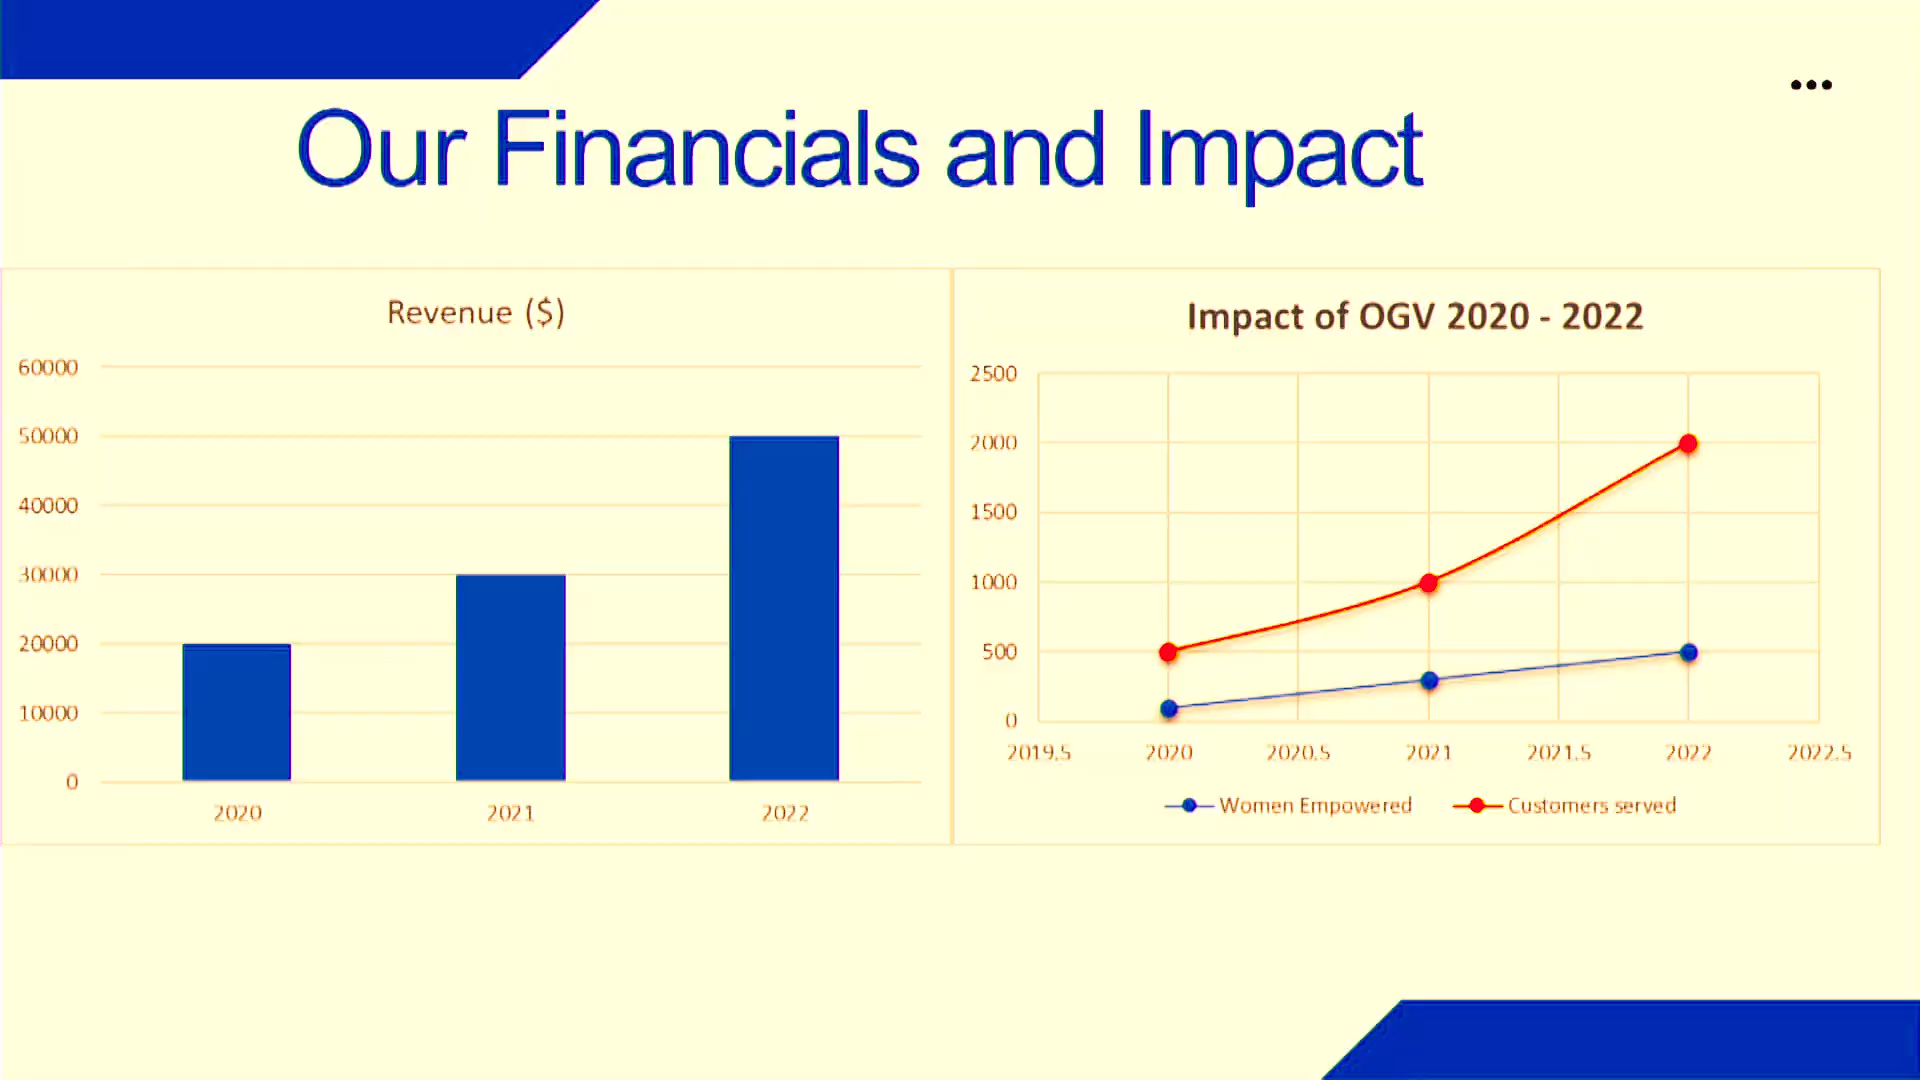 Our Financials and Impact
Revenue ($)
60000
50000
40000
30000
20000
10000
0
2020 2021 2022
Impact of OGV 2020 - 2022
2500
2000
1500
1000
500
0
2019.5 2020 2020.5 2021 2021.5 2022 2022.5
Women Empowered Customers served